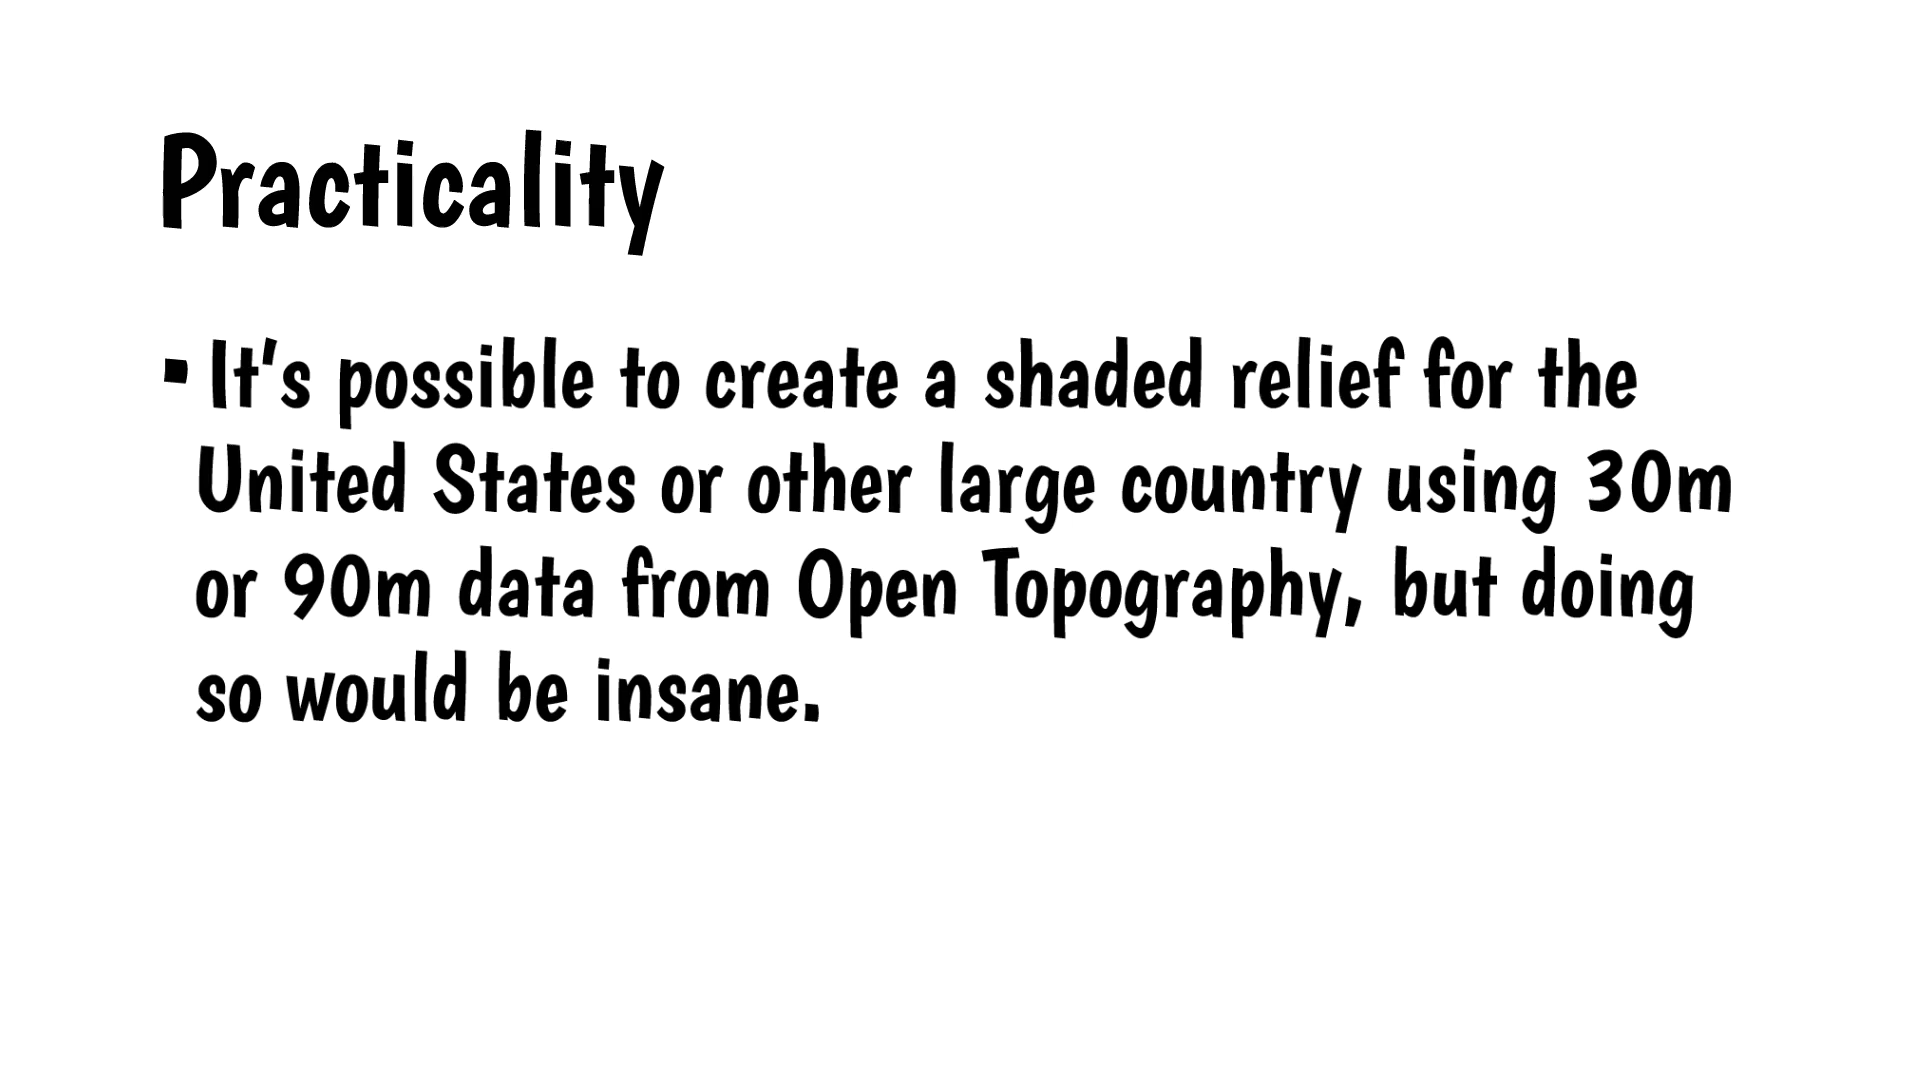 Practicality
▪ It's possible to create a shaded relief for the
United States or other large country using 30m
or 90m data from Open Topography, but doing
so would be insane.